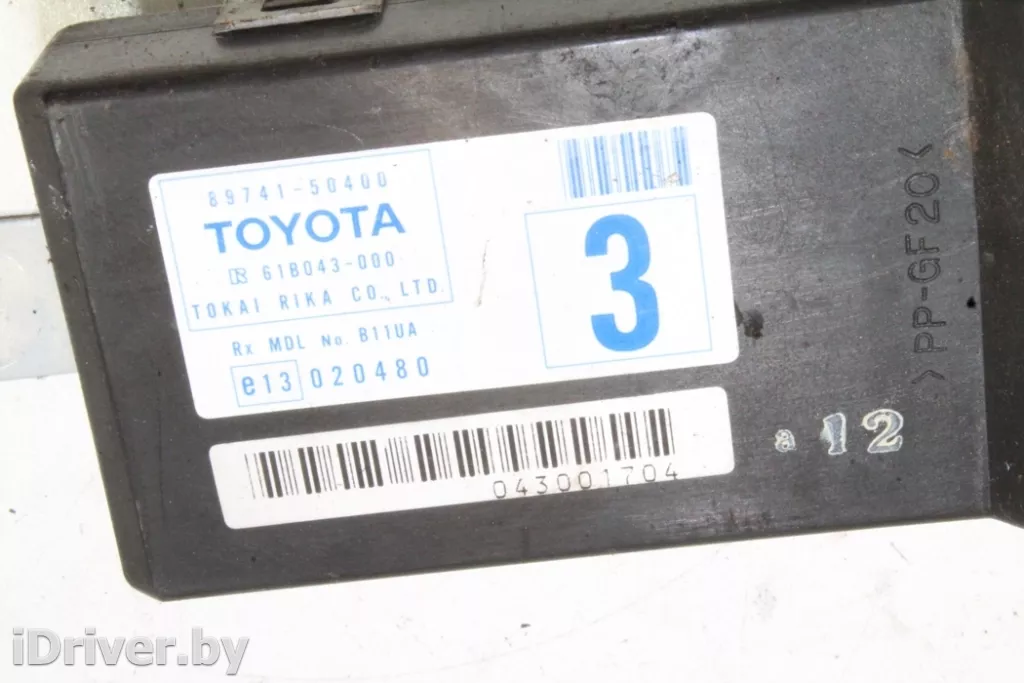 89741-50400
TOYOTA
61B043-000
TOKAI RIKA CO., LTD.
Rx MDL No. B11UA
e13 020480
3
043001704
a 12
>PP-GF20<
iDriver.by